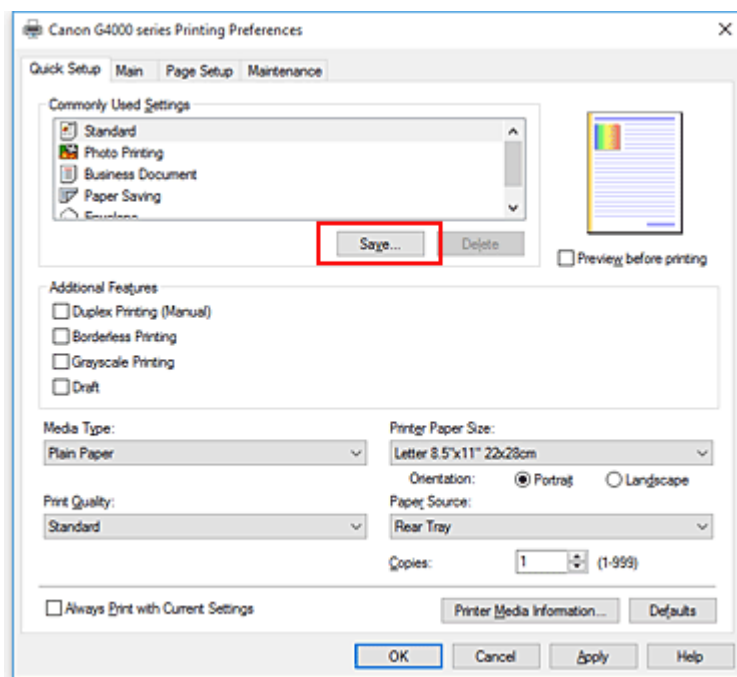 Canon G4000 series Printing Preferences
Quick Setup Main Page Setup Maintenance
Commonly Used Settings
Standard
Photo Printing
Business Document
Paper Saving
Envelope
Save... Delete
Preview before printing
Additional Features
Duplex Printing (Manual)
Borderless Printing
Grayscale Printing
Draft
Media Type: Printer Paper Size:
Plain Paper Letter 8.5"x11" 22x28cm
Orientation: Portrait Landscape
Print Quality: Paper Source:
Standard Rear Tray
Copies: 1 (1-999)
Always Print with Current Settings Printer Media Information... Defaults
OK Cancel Apply Help